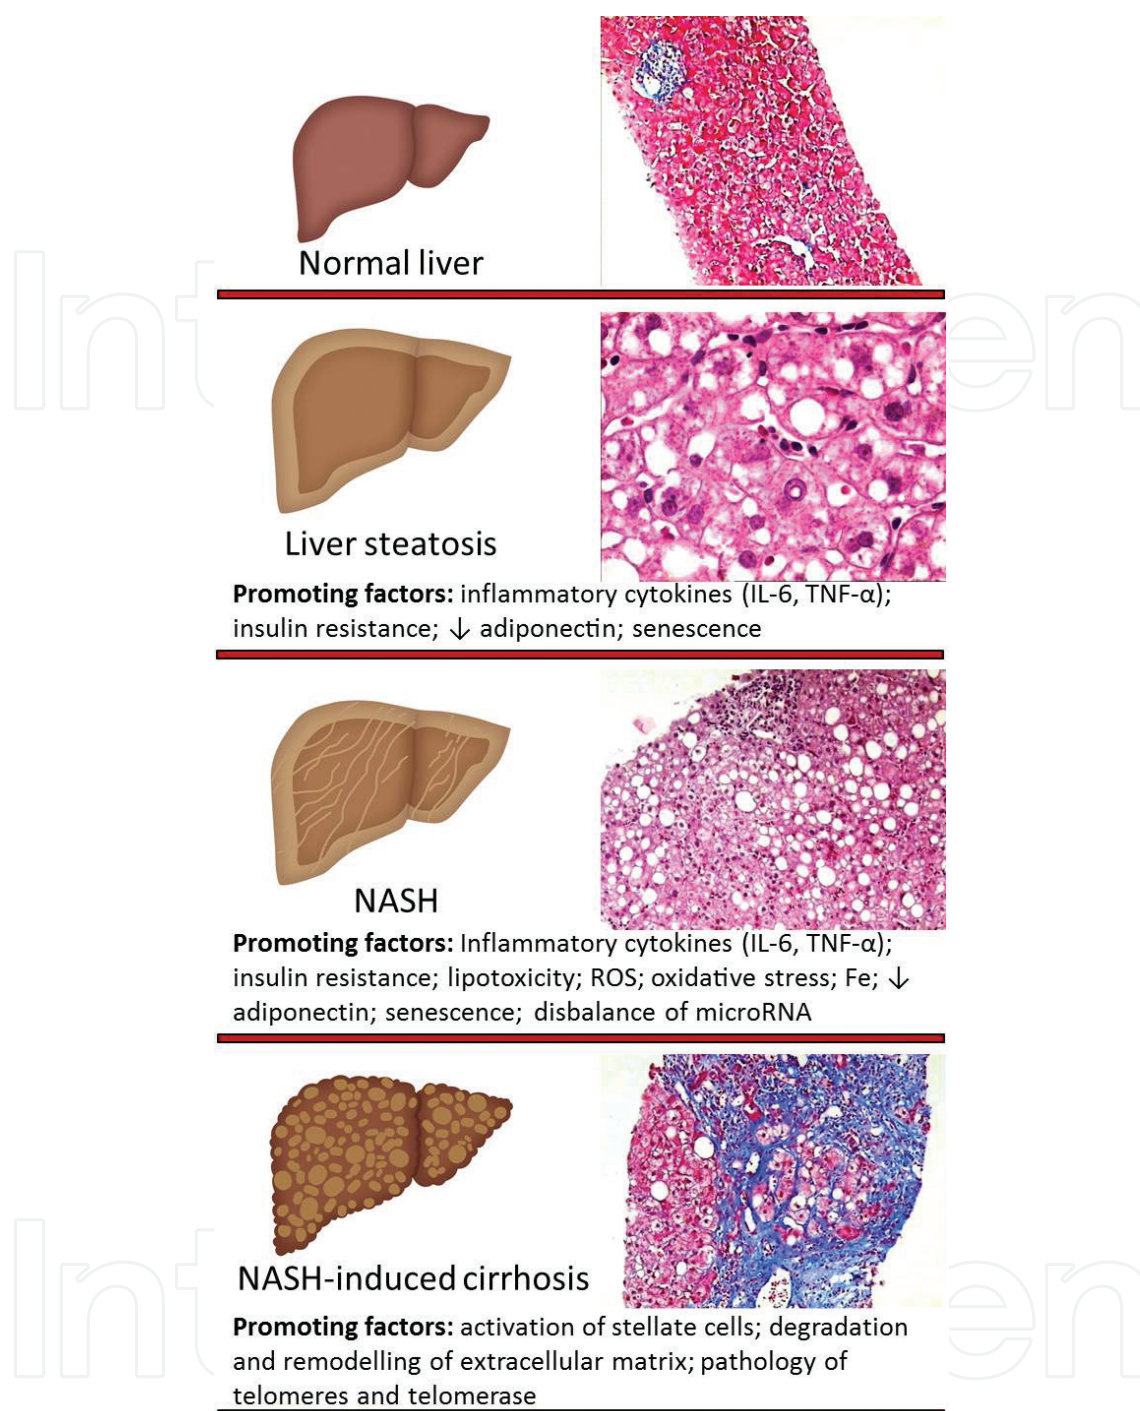 Normal liver
Liver steatosis
Promoting factors: inflammatory cytokines (IL-6, TNF-α);
insulin resistance; ↓ adiponectin; senescence
NASH
Promoting factors: Inflammatory cytokines (IL-6, TNF-α);
insulin resistance; lipotoxicity; ROS; oxidative stress; Fe; ↓
adiponectin; senescence; disbalance of microRNA
NASH-induced cirrhosis
Promoting factors: activation of stellate cells; degradation
and remodelling of extracellular matrix; pathology of
telomeres and telomerase